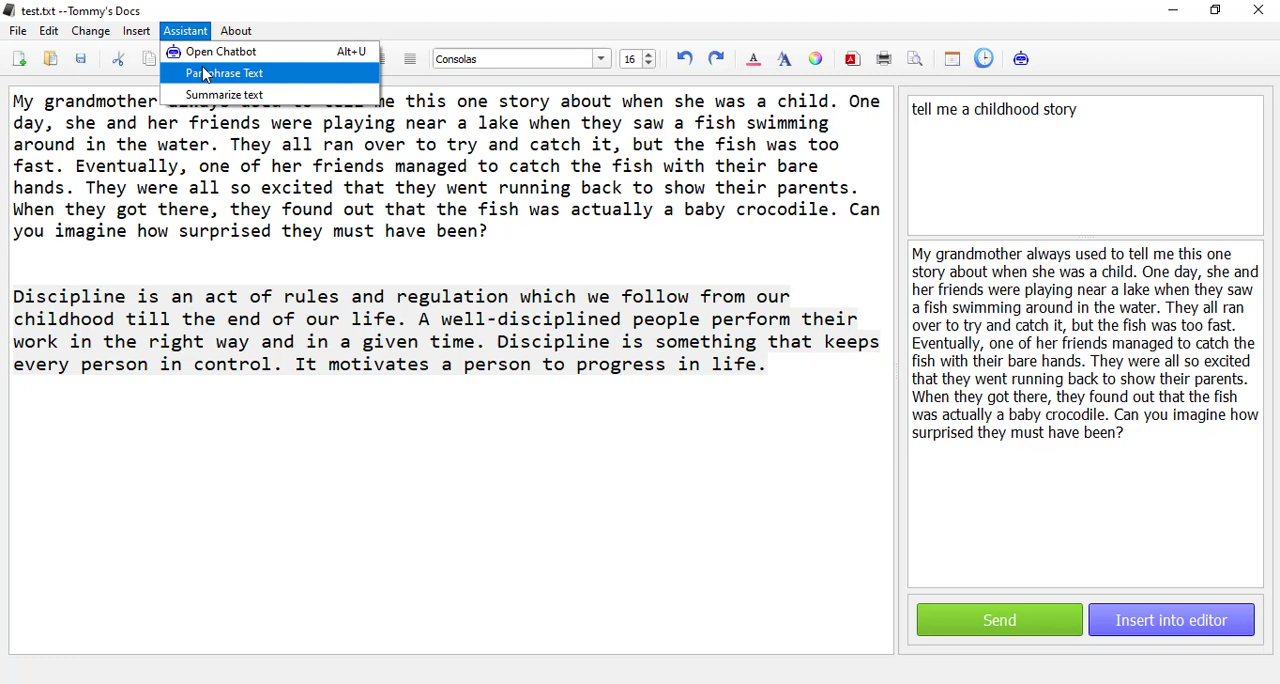 test.txt --Tommy's Docs
File Edit Change Insert Assistant About
Open Chatbot Alt+U
Paraphrase Text
Summarize text
Consolas 16
My grandmother me this one story about when she was a child. One
day, she and her friends were playing near a lake when they saw a fish swimming
around in the water. They all ran over to try and catch it, but the fish was too
fast. Eventually, one of her friends managed to catch the fish with their bare
hands. They were all so excited that they went running back to show their parents.
When they got there, they found out that the fish was actually a baby crocodile. Can
you imagine how surprised they must have been?
Discipline is an act of rules and regulation which we follow from our
childhood till the end of our life. A well-disciplined people perform their
work in the right way and in a given time. Discipline is something that keeps
every person in control. It motivates a person to progress in life.
tell me a childhood story
My grandmother always used to tell me this one
story about when she was a child. One day, she and
her friends were playing near a lake when they saw
a fish swimming around in the water. They all ran
over to try and catch it, but the fish was too fast.
Eventually, one of her friends managed to catch the
fish with their bare hands. They were all so excited
that they went running back to show their parents.
When they got there, they found out that the fish
was actually a baby crocodile. Can you imagine how
surprised they must have been?
Send
Insert into editor